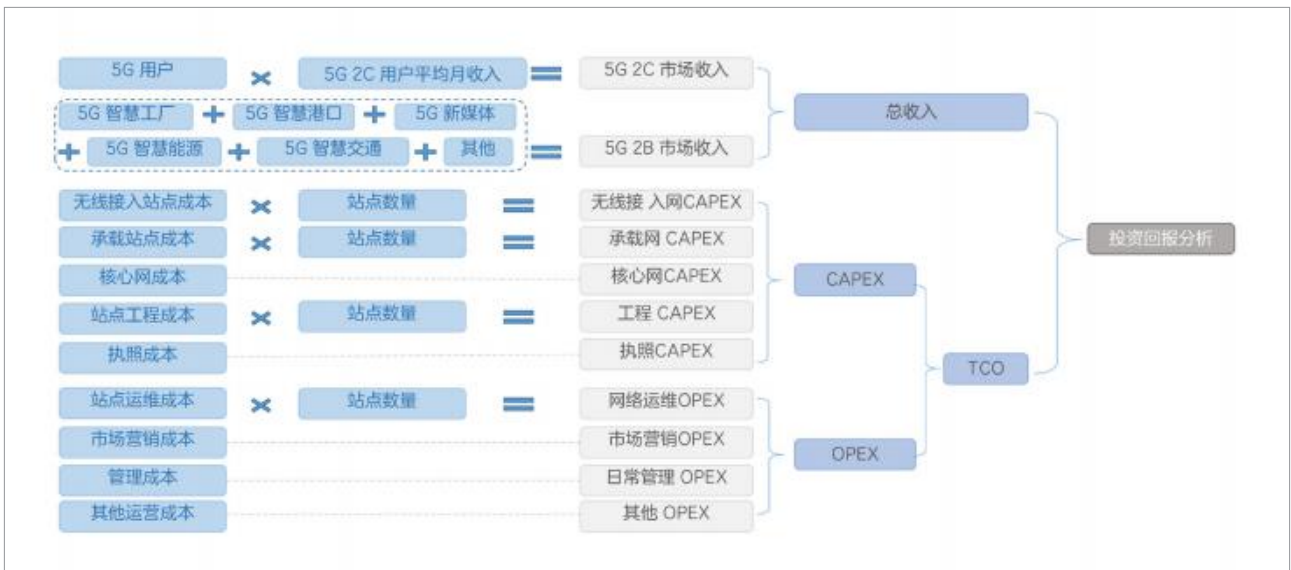 5G 用户 × 5G 2C 用户平均月收入 = 5G 2C 市场收入
5G 智慧工厂 + 5G 智慧港口 + 5G 新媒体
总收入
+ 5G 智慧能源 + 5G 智慧交通 + 其他 = 5G 2B 市场收入
无线接入站点成本 × 站点数量 = 无线接 入网CAPEX
承载站点成本 × 站点数量 = 承载网 CAPEX
投资回报分析
核心网成本 核心网CAPEX
CAPEX
站点工程成本 × 站点数量 = 工程 CAPEX
执照成本 执照CAPEX
TCO
站点运维成本 × 站点数量 = 网络运维OPEX
市场营销成本 市场营销OPEX
OPEX
管理成本 日常管理 OPEX
其他运营成本 其他 OPEX